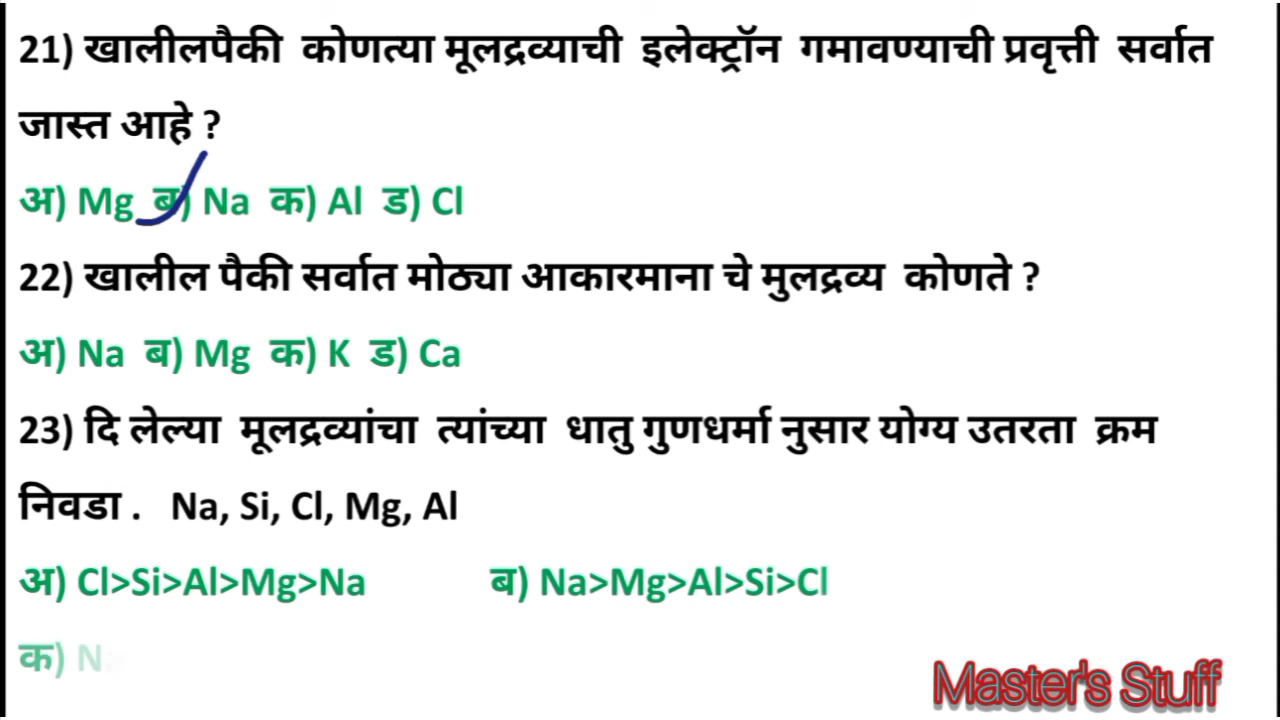 21) खालीलपैकी कोणत्या मूलद्रव्याची इलेक्ट्रॉन गमावण्याची प्रवृत्ती सर्वात
जास्त आहे ?
अ) Mg ब) Na क) Al ड) Cl
22) खालील पैकी सर्वात मोठ्या आकारमाना चे मुलद्रव्य कोणते ?
अ) Na ब) Mg क) K ड) Ca
23) दि लेल्या मूलद्रव्यांचा त्यांच्या धातु गुणधर्मा नुसार योग्य उतरता क्रम
निवडा . Na, Si, Cl, Mg, Al
अ) Cl>Si>Al>Mg>Na ब) Na>Mg>Al>Si>Cl
क) N
Master's Stuff